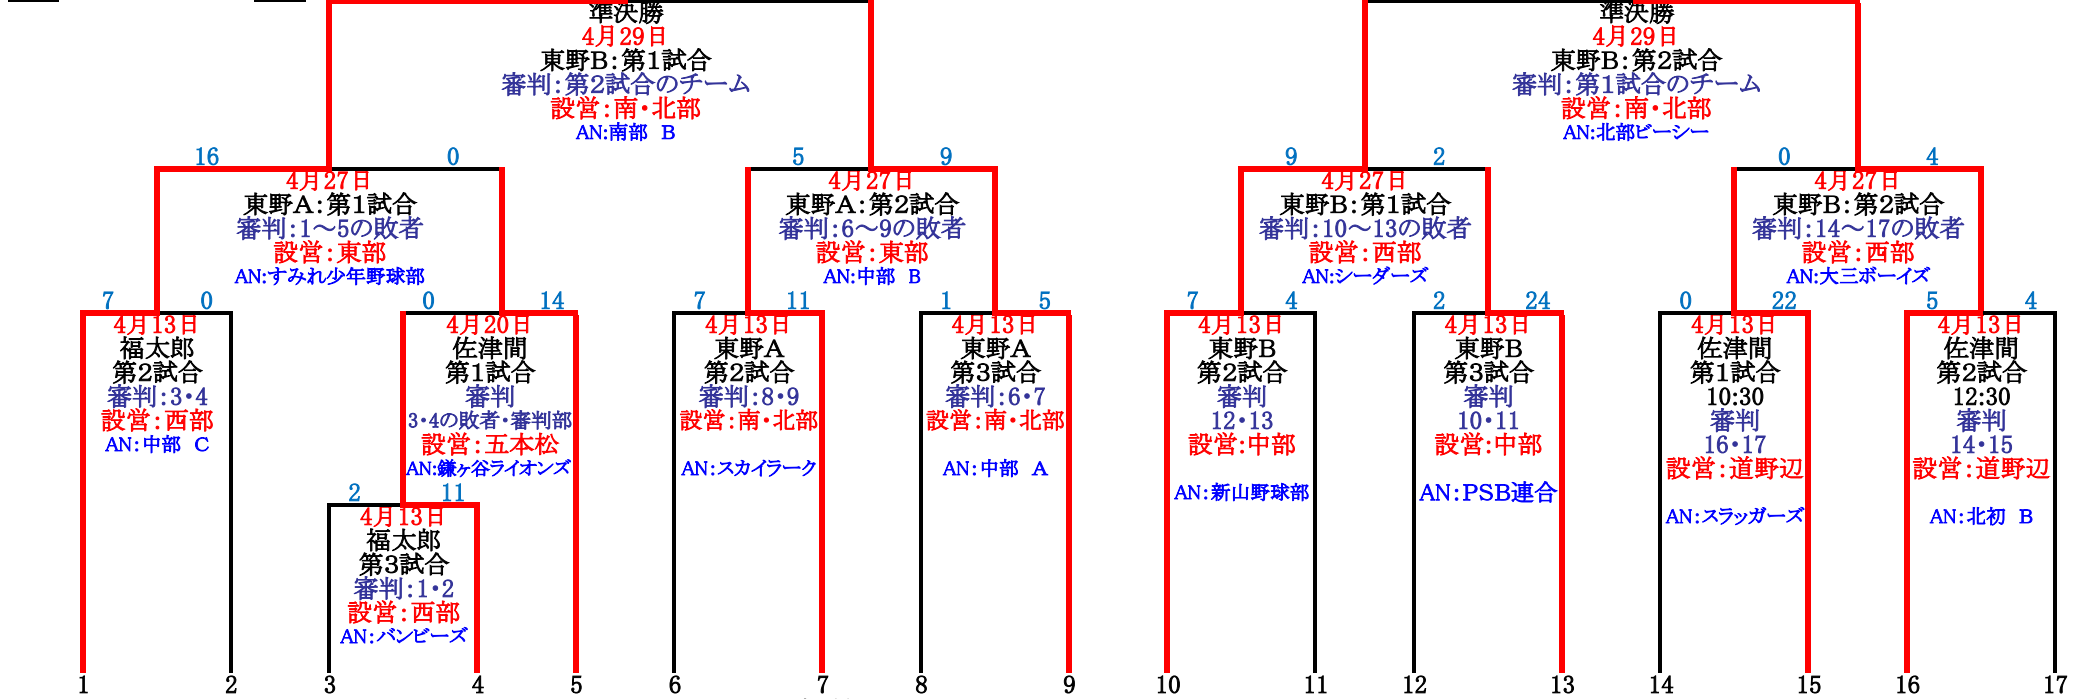 準決勝
4月29日
東野B:第1試合
審判:第2試合のチーム
設営:南・北部
AN:南部 B
準決勝
4月29日
東野B:第2試合
審判:第1試合のチーム
設営:南・北部
AN:北部ビーシー
16 0
4月27日
東野A:第1試合
審判:1〜5の敗者
設営:東部
AN:すみれ少年野球部
5 9
4月27日
東野A:第2試合
審判:6〜9の敗者
設営:東部
AN:中部 B
9 2
4月27日
東野B:第1試合
審判:10〜13の敗者
設営:西部
AN:シーダーズ
0 4
4月27日
東野B:第2試合
審判:14〜17の敗者
設営:西部
AN:大三ボーイズ
7 0
4月13日
福太郎
第2試合
審判:3・4
設営:西部
AN:中部 C
0 14
4月20日
佐津間
第1試合
審判
3・4の敗者・審判部
設営:五本松
AN:鎌ヶ谷ライオンズ
2 11
4月13日
福太郎
第3試合
審判:1・2
設営:西部
AN:バンビーズ
7 11
4月13日
東野A
第2試合
審判:8・9
設営:南・北部
AN:スカイラーク
1 5
4月13日
東野A
第3試合
審判:6・7
設営:南・北部
AN:中部 A
7 4
4月13日
東野B
第2試合
審判
12・13
設営:中部
AN:新山野球部
2 24
4月13日
東野B
第3試合
審判
10・11
設営:中部
AN:PSB連合
0 22
4月13日
佐津間
第1試合
10:30
審判
16・17
設営:道野辺
AN:スラッガーズ
5 4
4月13日
佐津間
第2試合
12:30
審判
14・15
設営:道野辺
AN:北初 B
1 2 3 4 5 6 7 8 9 10 11 12 13 14 15 16 17